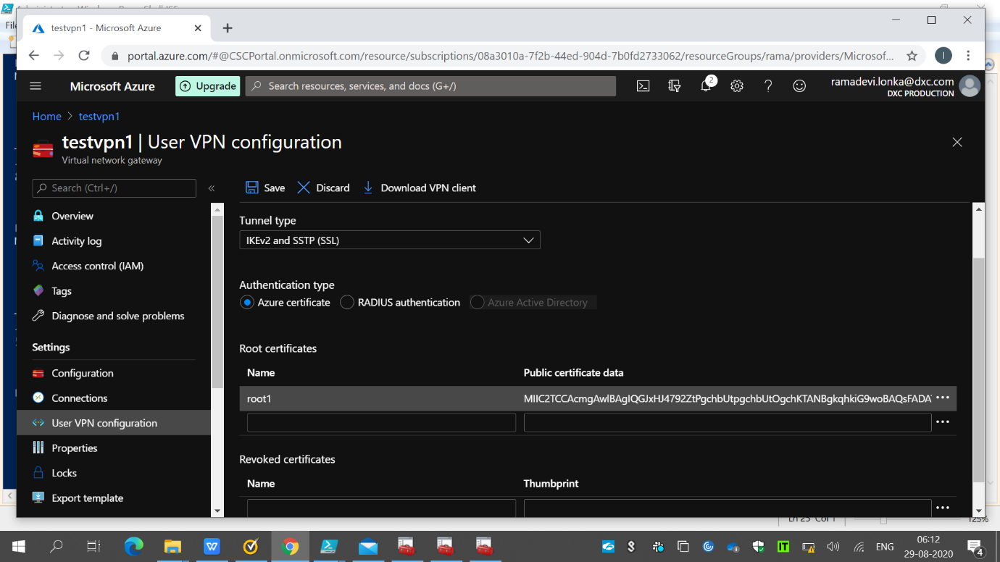 testvpn1 - Microsoft Azure
portal.azure.com/#@CSCPortal.onmicrosoft.com/resource/subscriptions/08a3010a-7f2b-44ed-904d-7b0fd2733062/resourceGroups/rama/providers/Microsof...
I
Microsoft Azure
Upgrade
Search resources, services, and docs (G+/)
2
ramadevi.lonka@dxc.com
DXC PRODUCTION
Home > testvpn1
testvpn1 | User VPN configuration
Virtual network gateway
Search (Ctrl+/)
«
Save
Discard
Download VPN client
Overview
Activity log
Access control (IAM)
Tags
Diagnose and solve problems
Settings
Configuration
Connections
User VPN configuration
Properties
Locks
Export template
Tunnel type
IKEv2 and SSTP (SSL)
Authentication type
Azure certificate
RADIUS authentication
Azure Active Directory
Root certificates
Name
Public certificate data
root1
MIIC2TCCAcmgAwIBAgIQGJxHJ4792ZtPgchbUtpgchbUtOgchKTANBgkqhkiG9woBAQsFADA
Revoked certificates
Name
Thumbprint
Ln 25 Col 1
125%
ENG
06:12
29-08-2020
4